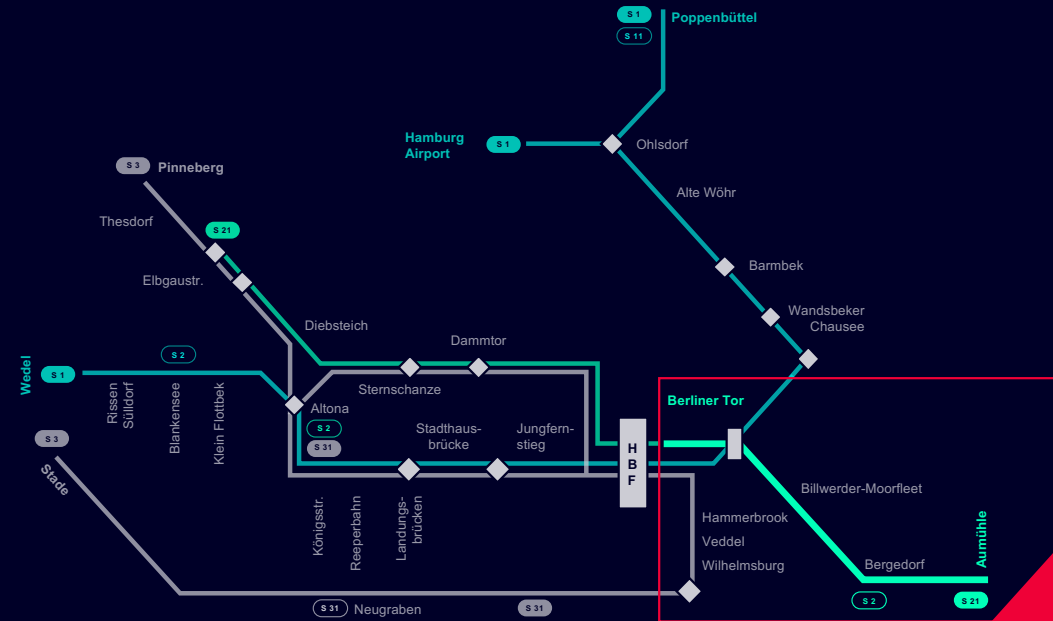 S 1
Poppenbüttel
S 11
Hamburg
Airport
S 1
Ohlsdorf
S 3
Pinneberg
Alte Wöhr
Thesdorf
S 21
Barmbek
Elbgaustr.
Wandsbeker
Chausee
Diebsteich
Dammtor
S 2
Wedel
S 1
Rissen
Sülldorf
Blankensee
Klein Flottbek
Sternschanze
Altona
S 2
S 31
Berliner Tor
Stadthaus-
brücke
Jungfern-
stieg
S 3
Stade
H
B
F
Königsstr.
Reeperbahn
Landungs-
brücken
Billwerder-Moorfleet
Hammerbrook
Veddel
Wilhelmsburg
Aumühle
Bergedorf
S 2
S 21
S 31
Neugraben
S 31